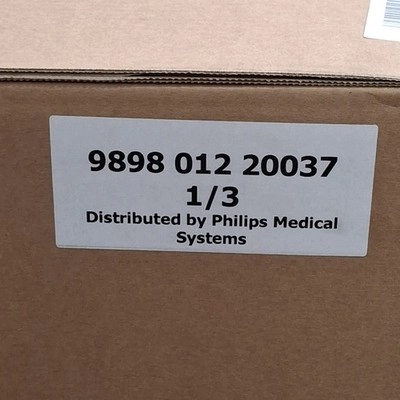 9898 012 20037
1/3
Distributed by Philips Medical
Systems